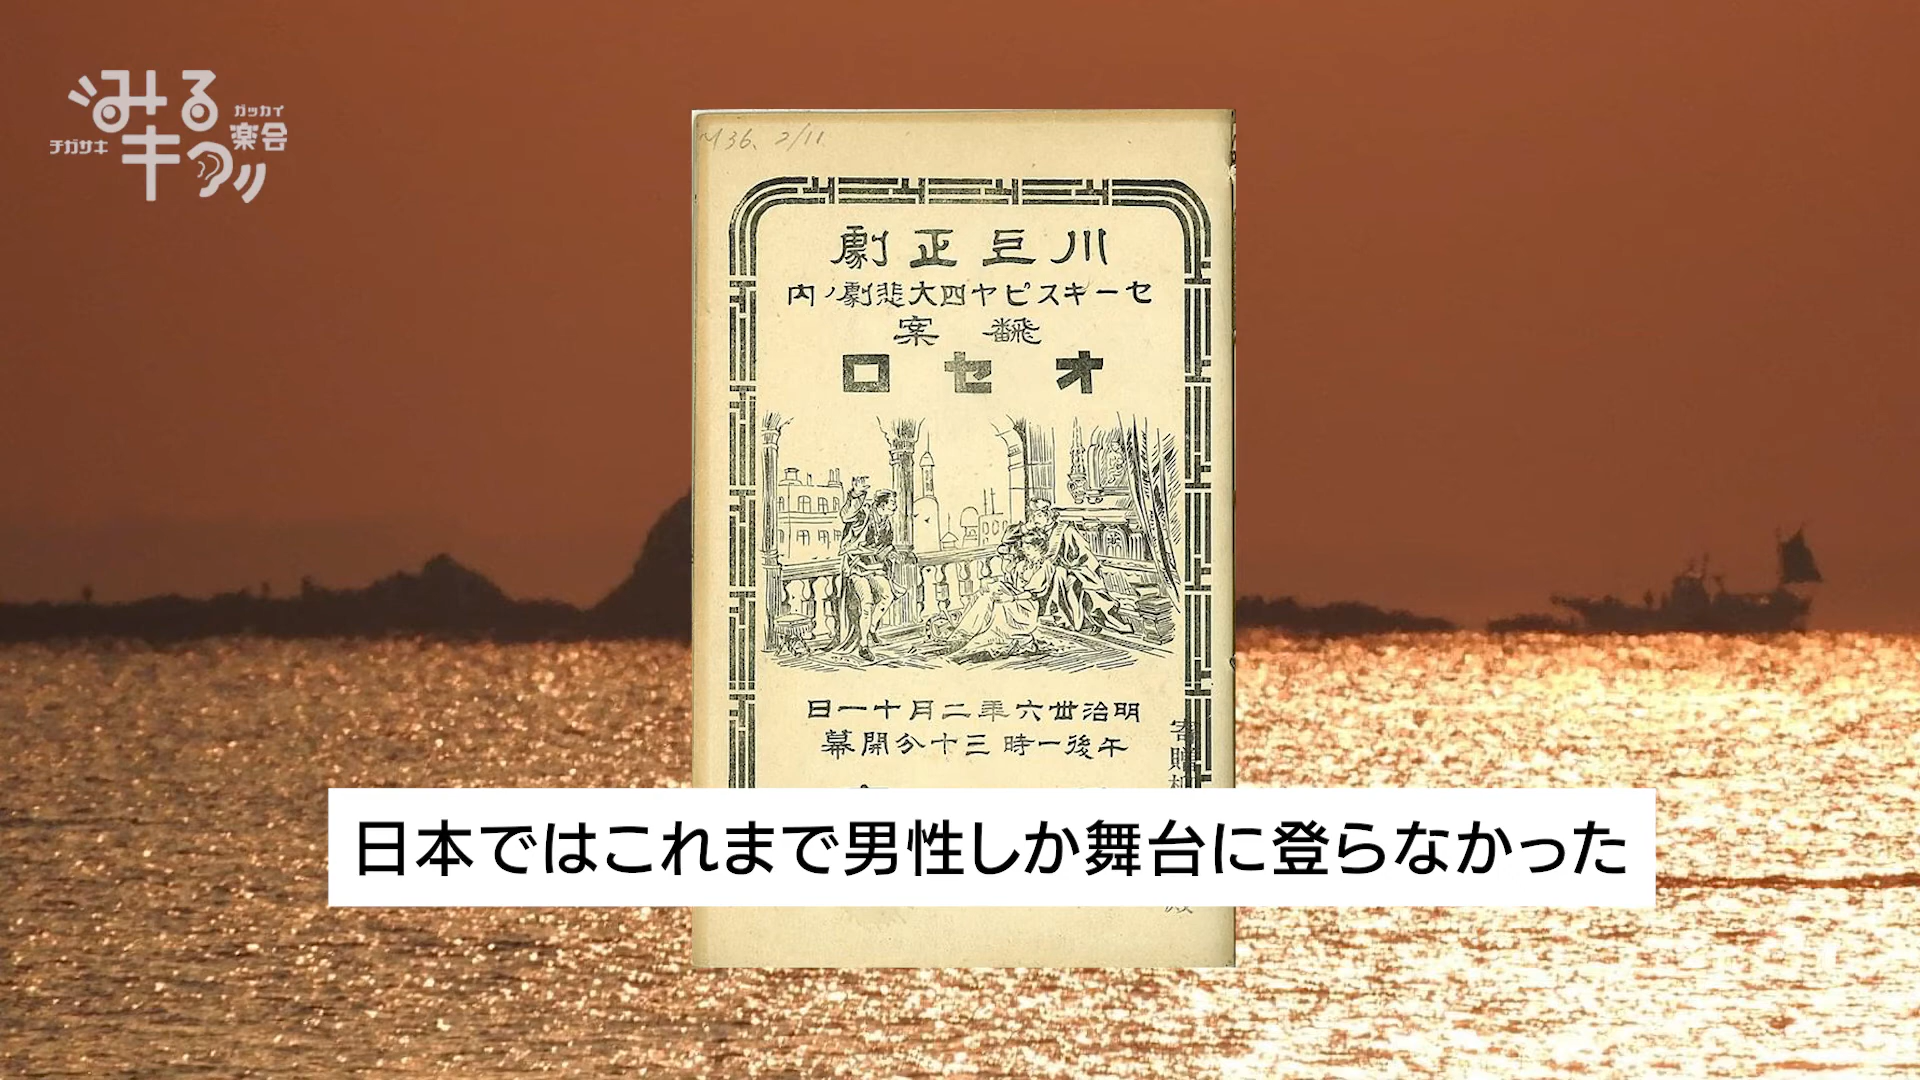 チガサキ
みる
キク
ガッカイ
楽会
M36. 2/11
川上正劇
セーキスピヤ四大悲劇ノ内
飜案
オセロ
明治卅六年二月十一日
午後一時三十分開幕
寄贈
日本ではこれまで男性しか舞台に登らなかった